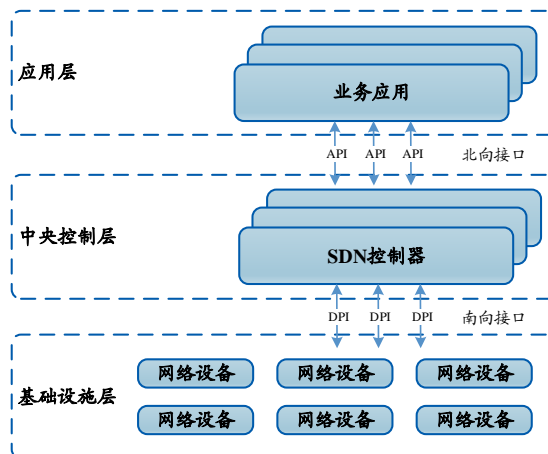 应用层
业务应用
API API API
北向接口
中央控制层
SDN控制器
DPI DPI DPI
南向接口
网络设备 网络设备 网络设备
基础设施层
网络设备 网络设备 网络设备